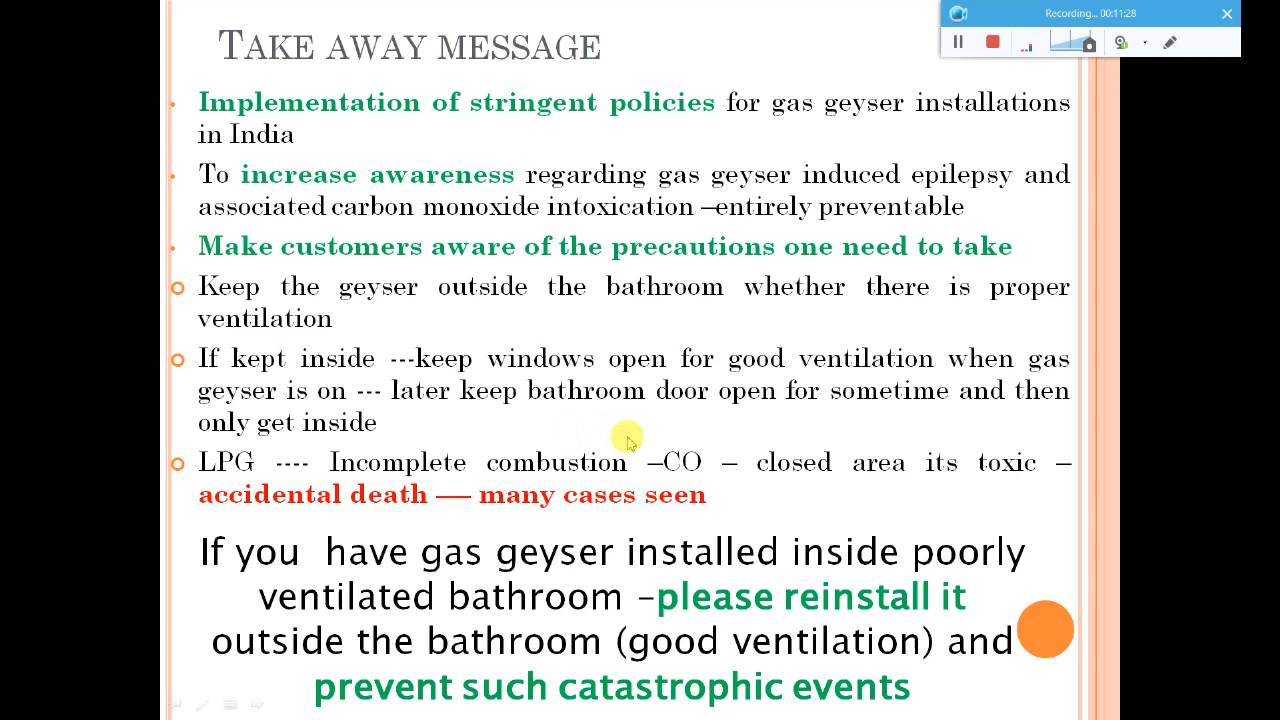 Recording... 00:11:28
TAKE AWAY MESSAGE
Implementation of stringent policies for gas geyser installations
in India
To increase awareness regarding gas geyser induced epilepsy and
associated carbon monoxide intoxication –entirely preventable
Make customers aware of the precautions one need to take
Keep the geyser outside the bathroom whether there is proper
ventilation
If kept inside ---keep windows open for good ventilation when gas
geyser is on --- later keep bathroom door open for sometime and then
only get inside
LPG ---- Incomplete combustion –CO – closed area its toxic –
accidental death –– many cases seen
If you have gas geyser installed inside poorly
ventilated bathroom –please reinstall it
outside the bathroom (good ventilation) and
prevent such catastrophic events